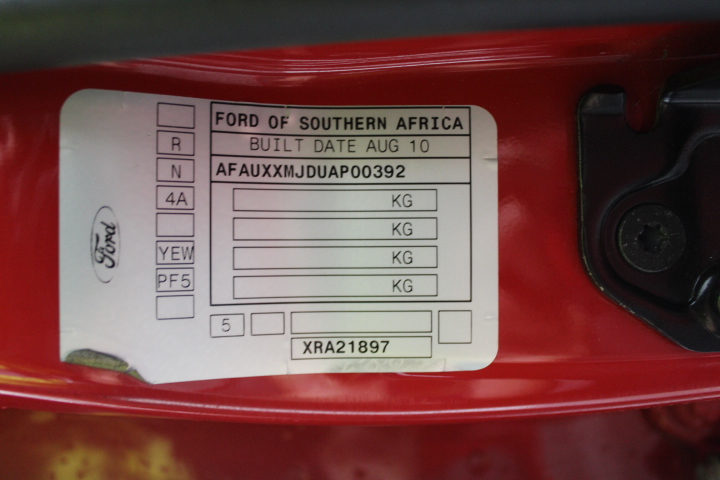 FORD OF SOUTHERN AFRICA
BUILT DATE AUG 10
AFAUXXMJDUAP00392
KG
KG
KG
KG
R
N
4A
YEW
PF5
Ford
5
XRA21897